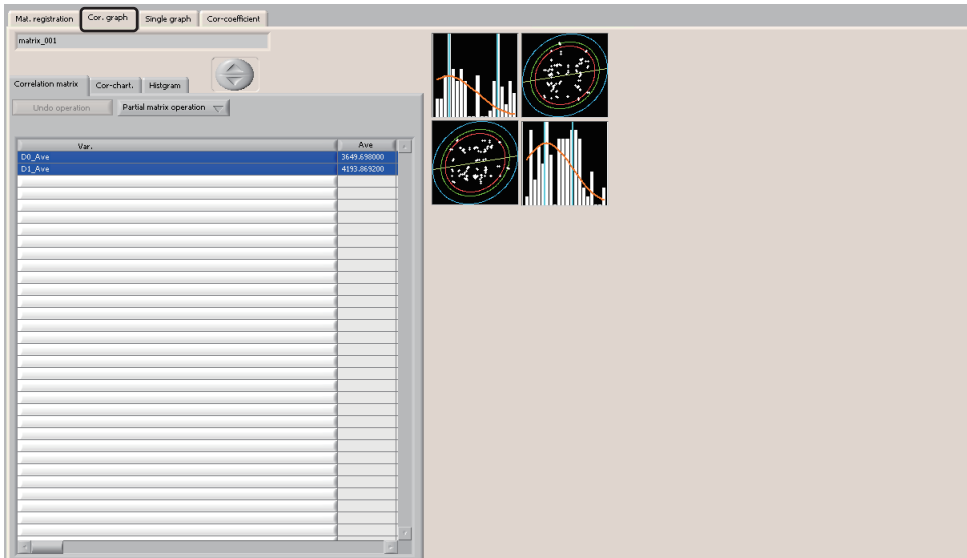 Mat. registration Cor. graph Single graph Cor-coefficient
matrix_001
Correlation matrix Cor-chart. Histgram
Undo operation Partial matrix operation
Var. Ave
D0_Ave 3649.698000
D1_Ave 4193.869200